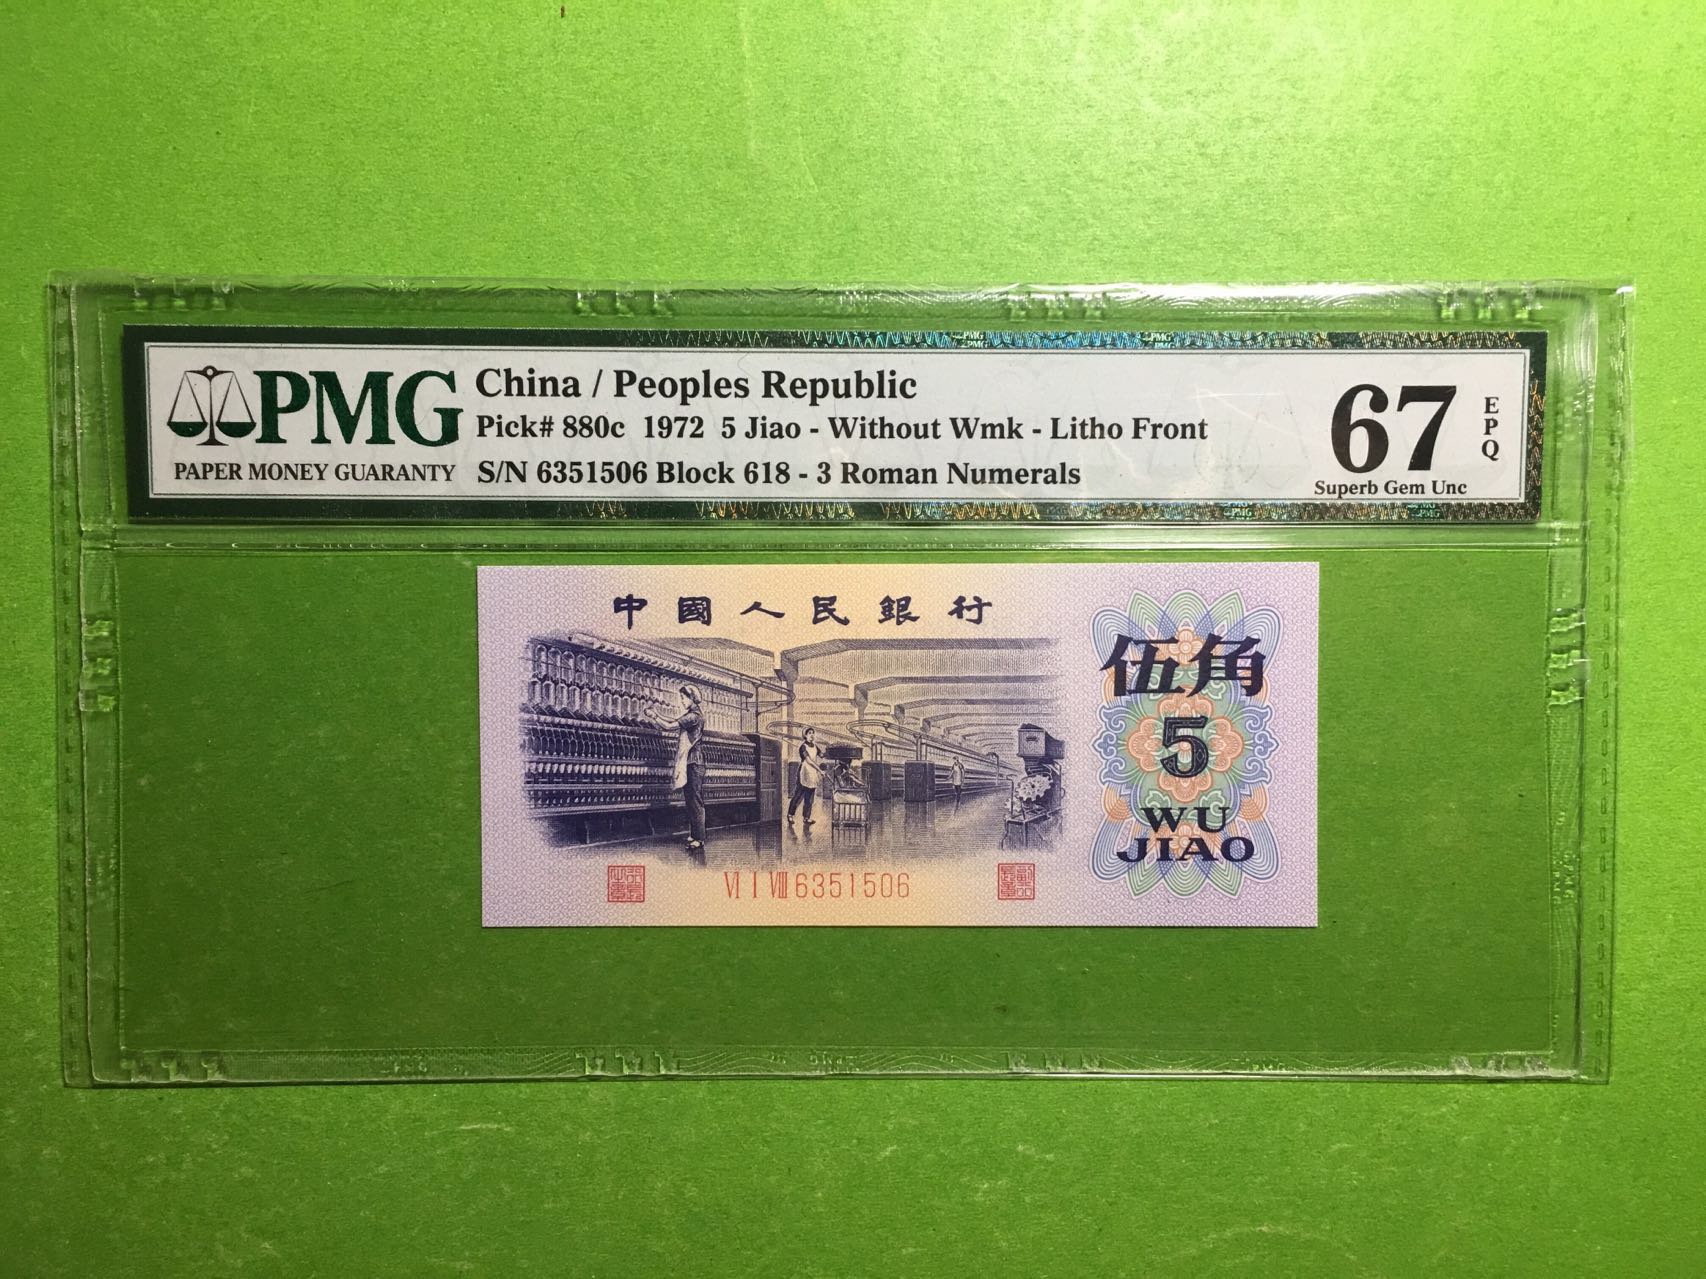 PMG
PAPER MONEY GUARANTY
China / Peoples Republic
Pick# 880c 1972 5 Jiao - Without Wmk - Litho Front
S/N 6351506 Block 618 - 3 Roman Numerals
67
EPQ
Superb Gem Unc
中國人民銀行
伍角
5
WU
JIAO
VI I VIII 6351506